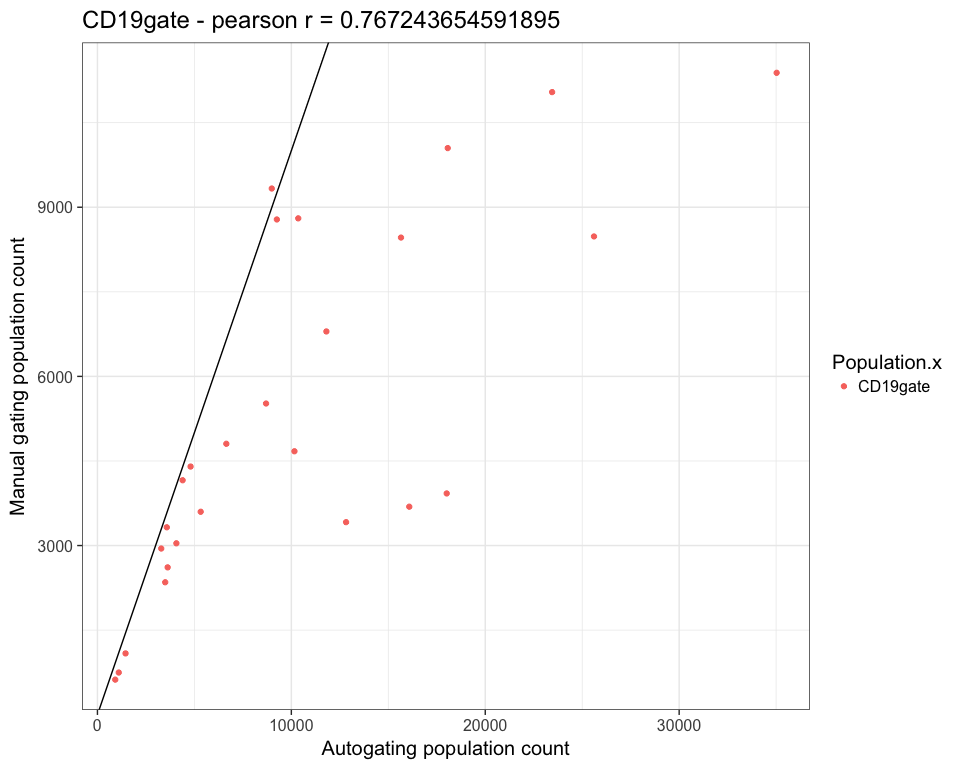 CD19gate - pearson r = 0.767243654591895
Manual gating population count
9000
6000
3000
0
10000
20000
30000
Autogating population count
Population.x
CD19gate